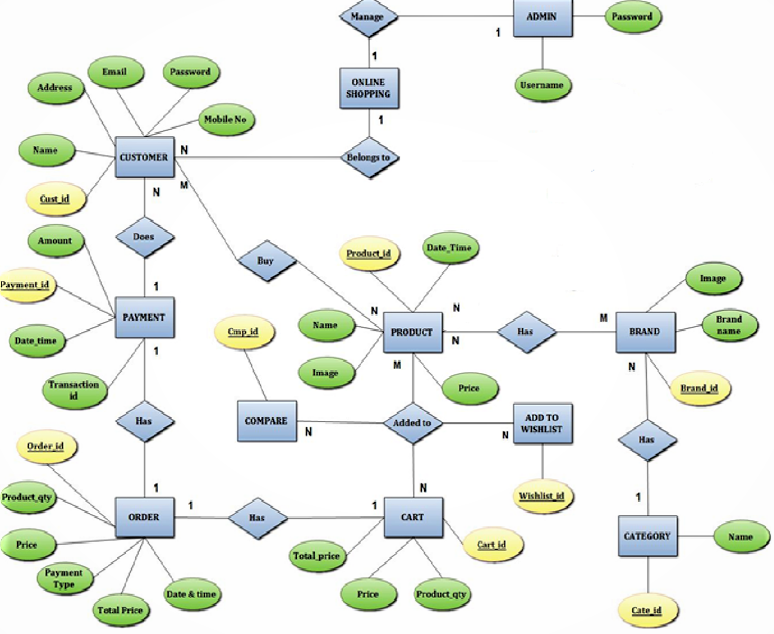 Manage
ADMIN
Password
1
1
Username
ONLINE
SHOPPING
1
Email
Password
Address
Mobile No
Name
CUSTOMER
N
Belongs to
Cust_id
N
M
Amount
Does
Buy
Product_id
Date_Time
Payment_id
1
PAYMENT
Image
Date_time
1
Cmp_id
Name
N
PRODUCT
N
N
Has
M
BRAND
Brand
name
Image
M
Price
N
Brand_id
Transaction
id
Has
COMPARE
N
Added to
N
ADD TO
WISHLIST
Has
Order_id
Product_qty
1
N
Wishlist_id
1
ORDER
1
Has
1
CART
Cart_id
CATEGORY
Name
Price
Payment
Type
Total Price
Date & time
Total_price
Price
Product_qty
Cate_id